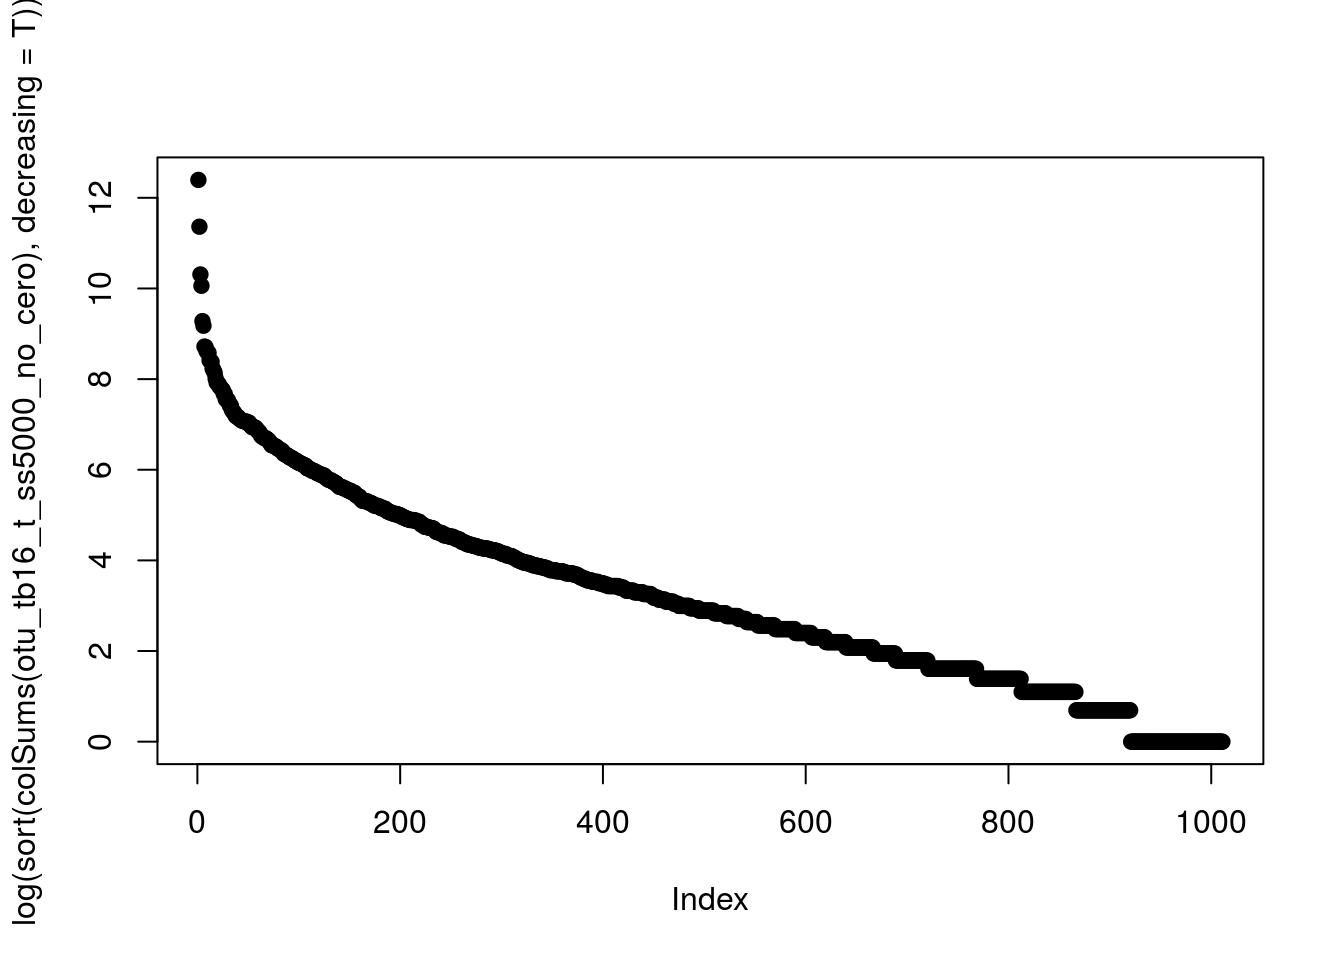 log(sort(colSums(otu_tb16_t_ss5000_no_cero), decreasing = T))
12
10
8
6
4
2
0
0 200 400 600 800 1000
Index